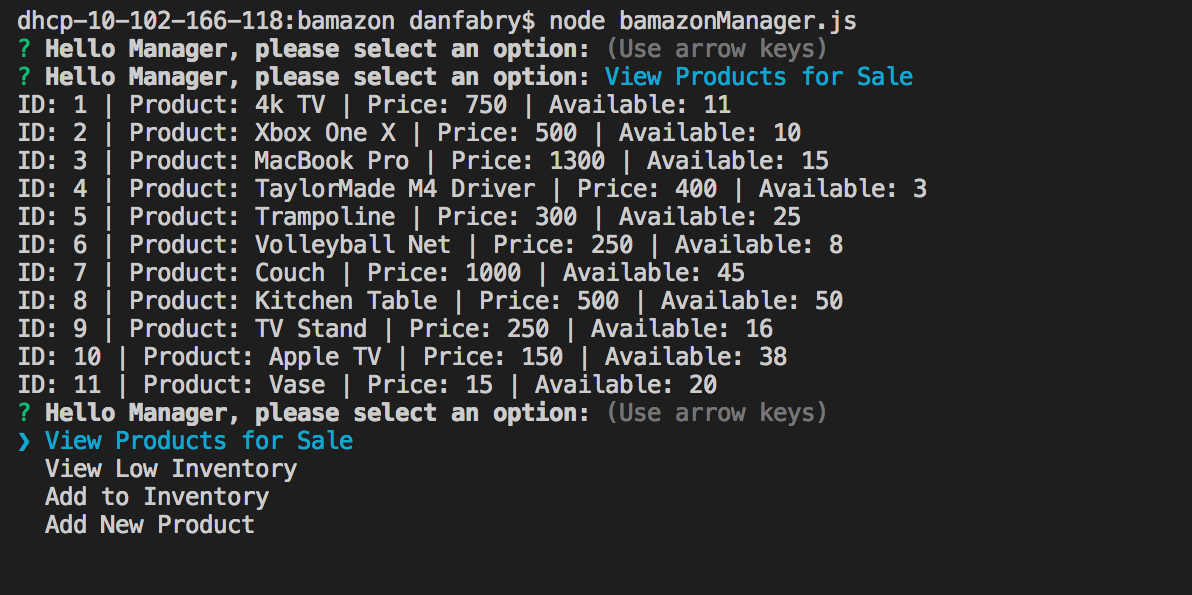 dhcp-10-102-166-118:bamazon danfabry$ node bamazonManager.js
? Hello Manager, please select an option: (Use arrow keys)
? Hello Manager, please select an option: View Products for Sale
ID: 1 | Product: 4k TV | Price: 750 | Available: 11
ID: 2 | Product: Xbox One X | Price: 500 | Available: 10
ID: 3 | Product: MacBook Pro | Price: 1300 | Available: 15
ID: 4 | Product: TaylorMade M4 Driver | Price: 400 | Available: 3
ID: 5 | Product: Trampoline | Price: 300 | Available: 25
ID: 6 | Product: Volleyball Net | Price: 250 | Available: 8
ID: 7 | Product: Couch | Price: 1000 | Available: 45
ID: 8 | Product: Kitchen Table | Price: 500 | Available: 50
ID: 9 | Product: TV Stand | Price: 250 | Available: 16
ID: 10 | Product: Apple TV | Price: 150 | Available: 38
ID: 11 | Product: Vase | Price: 15 | Available: 20
? Hello Manager, please select an option: (Use arrow keys)
❯ View Products for Sale
View Low Inventory
Add to Inventory
Add New Product